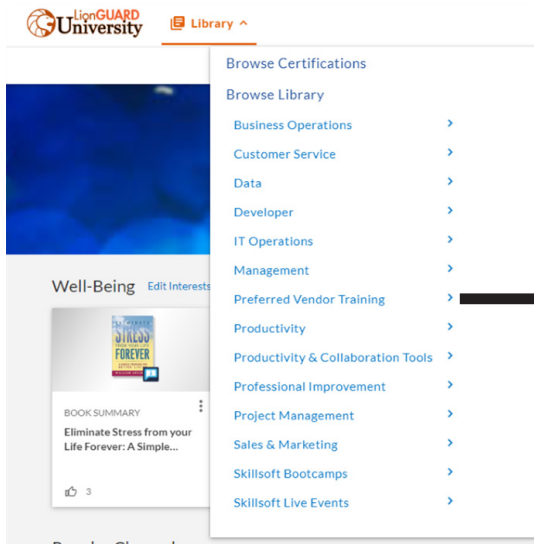 LionGUARD
University
Library
Browse Certifications
Browse Library
Business Operations
Customer Service
Data
Developer
IT Operations
Management
Preferred Vendor Training
Productivity
Productivity & Collaboration Tools
Professional Improvement
Project Management
Sales & Marketing
Skillsoft Bootcamps
Skillsoft Live Events
Well-Being Edit Interests
STRESS
FOREVER
BOOK SUMMARY
Eliminate Stress from your
Life Forever: A Simple...
3